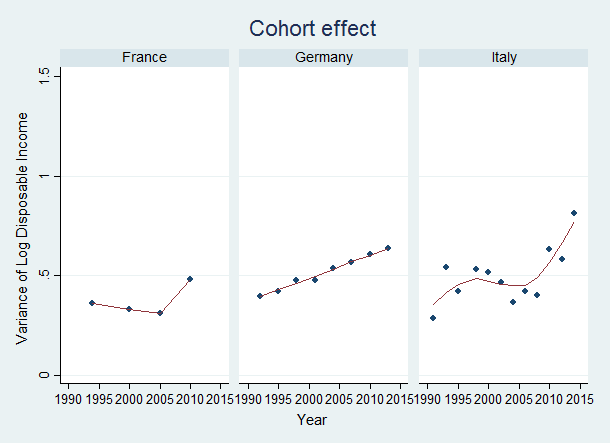 Cohort effect
France Germany Italy
Variance of Log Disposable Income
1.5
1
.5
0
1990 1995 2000 2005 2010 2015 1990 1995 2000 2005 2010 2015 1990 1995 2000 2005 2010 2015
Year